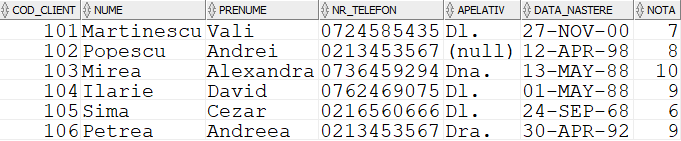 COD_CLIENT NUME PRENUME NR_TELEFON APELATIV DATA_NASTERE NOTA
101 Martinescu Vali 0724585435 Dl. 27-NOV-00 7
102 Popescu Andrei 0213453567 (null) 12-APR-98 8
103 Mirea Alexandra 0736459294 Dna. 13-MAY-88 10
104 Ilarie David 0762469075 Dl. 01-MAY-88 9
105 Sima Cezar 0216560666 Dl. 24-SEP-68 6
106 Petrea Andreea 0213453567 Dra. 30-APR-92 9